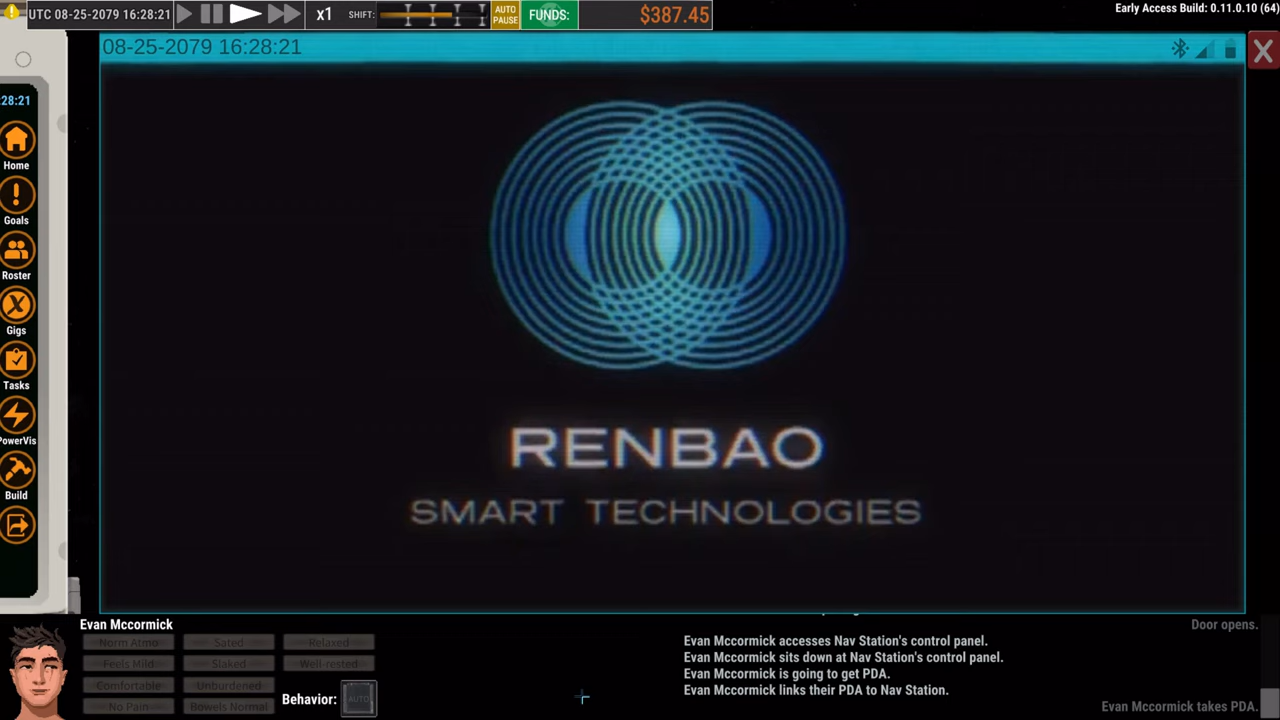 UTC 08-25-2079 16:28:21
x1
SHIFT:
AUTO
PAUSE
FUNDS:
$387.45
Early Access Build: 0.11.0.10 (64)
08-25-2079 16:28:21
:28:21
Home
Goals
Roster
Gigs
Tasks
PowerVis
Build
RENBAO
SMART TECHNOLOGIES
Evan Mccormick
Norm Atmo
Sated
Relaxed
Feels Mild
Slaked
Well-rested
Comfortable
Unburdened
No Pain
Bowels Normal
Behavior:
AUTO
Evan Mccormick accesses Nav Station's control panel.
Evan Mccormick sits down at Nav Station's control panel.
Evan Mccormick is going to get PDA.
Evan Mccormick links their PDA to Nav Station.
Door opens.
Evan Mccormick takes PDA.